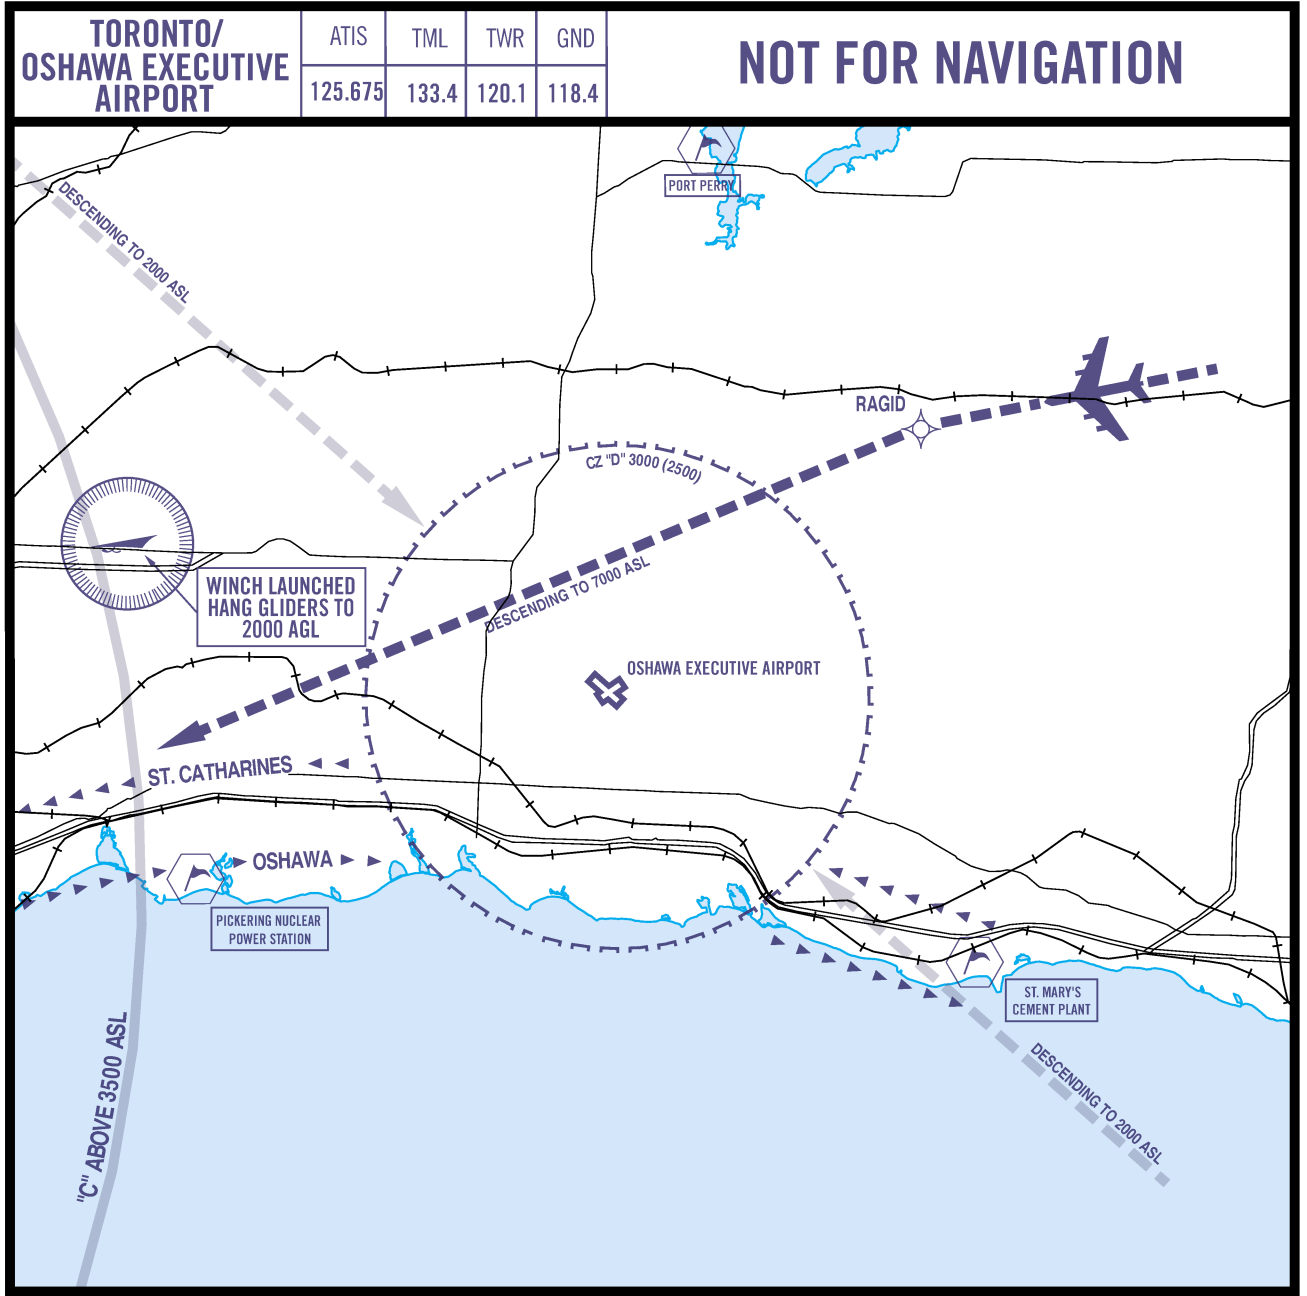 TORONTO/
OSHAWA EXECUTIVE
AIRPORT
ATIS TML TWR GND
125.675 133.4 120.1 118.4
NOT FOR NAVIGATION
PORT PERRY
DESCENDING TO 2000 ASL
RAGID
CZ "D" 3000 (2500)
WINCH LAUNCHED
HANG GLIDERS TO
2000 AGL
DESCENDING TO 7000 ASL
OSHAWA EXECUTIVE AIRPORT
ST. CATHARINES
OSHAWA
PICKERING NUCLEAR
POWER STATION
ST. MARY'S
CEMENT PLANT
"C" ABOVE 3500 ASL
DESCENDING TO 2000 ASL